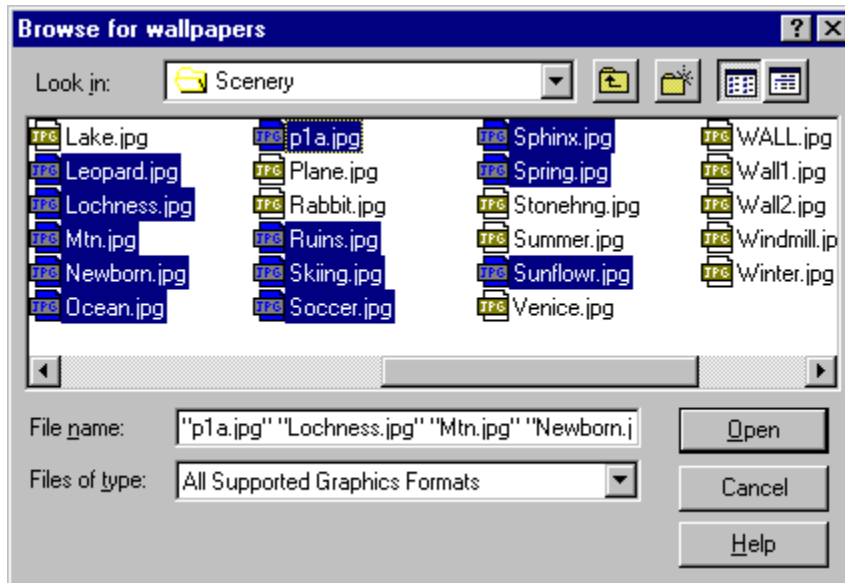 Browse for wallpapers
Look in: Scenery
Lake.jpg
Leopard.jpg
Lochness.jpg
Mtn.jpg
Newborn.jpg
Ocean.jpg
p1a.jpg
Plane.jpg
Rabbit.jpg
Ruins.jpg
Skiing.jpg
Soccer.jpg
Sphinx.jpg
Spring.jpg
Stonehng.jpg
Summer.jpg
Sunflowr.jpg
Venice.jpg
WALL.jpg
Wall1.jpg
Wall2.jpg
Windmill.jp
Winter.jpg
File name: "p1a.jpg" "Lochness.jpg" "Mtn.jpg" "Newborn.j
Open
Files of type: All Supported Graphics Formats
Cancel
Help